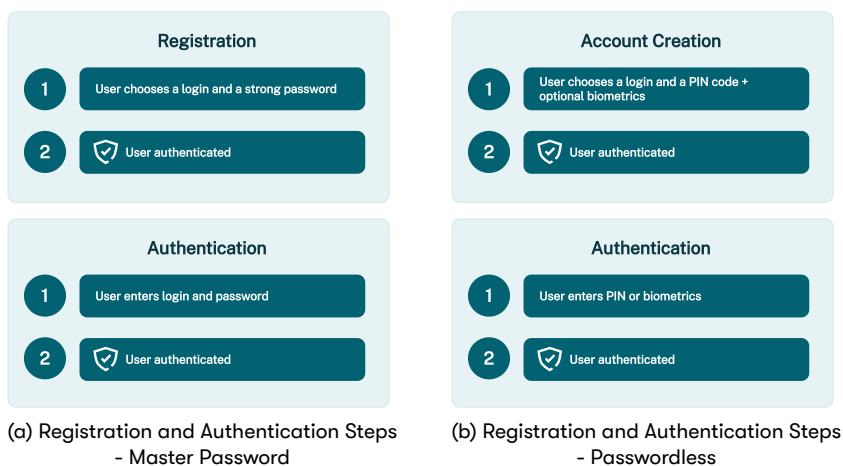 Registration
1
User chooses a login and a strong password
2
User authenticated
Authentication
1
User enters login and password
2
User authenticated
(a) Registration and Authentication Steps
- Master Password
Account Creation
1
User chooses a login and a PIN code +
optional biometrics
2
User authenticated
Authentication
1
User enters PIN or biometrics
2
User authenticated
(b) Registration and Authentication Steps
- Passwordless